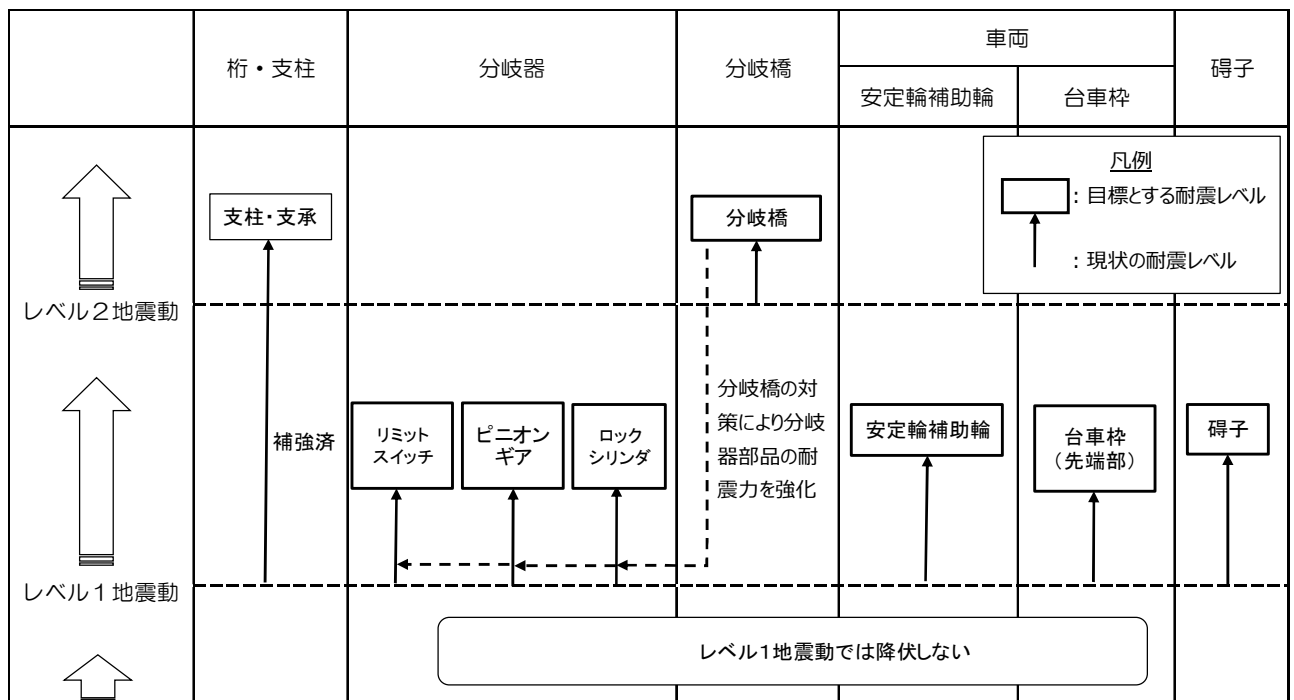 桁・支柱
分岐器
分岐橋
車両
安定輪補助輪
台車枠
碍子
凡例
：目標とする耐震レベル
：現状の耐震レベル
支柱・支承
分岐橋
レベル２地震動
補強済
リミット
スイッチ
ピニオン
ギア
ロック
シリンダ
分岐橋の対
策により分岐
器部品の耐
震力を強化
安定輪補助輪
台車枠
（先端部）
碍子
レベル１地震動
レベル1地震動では降伏しない